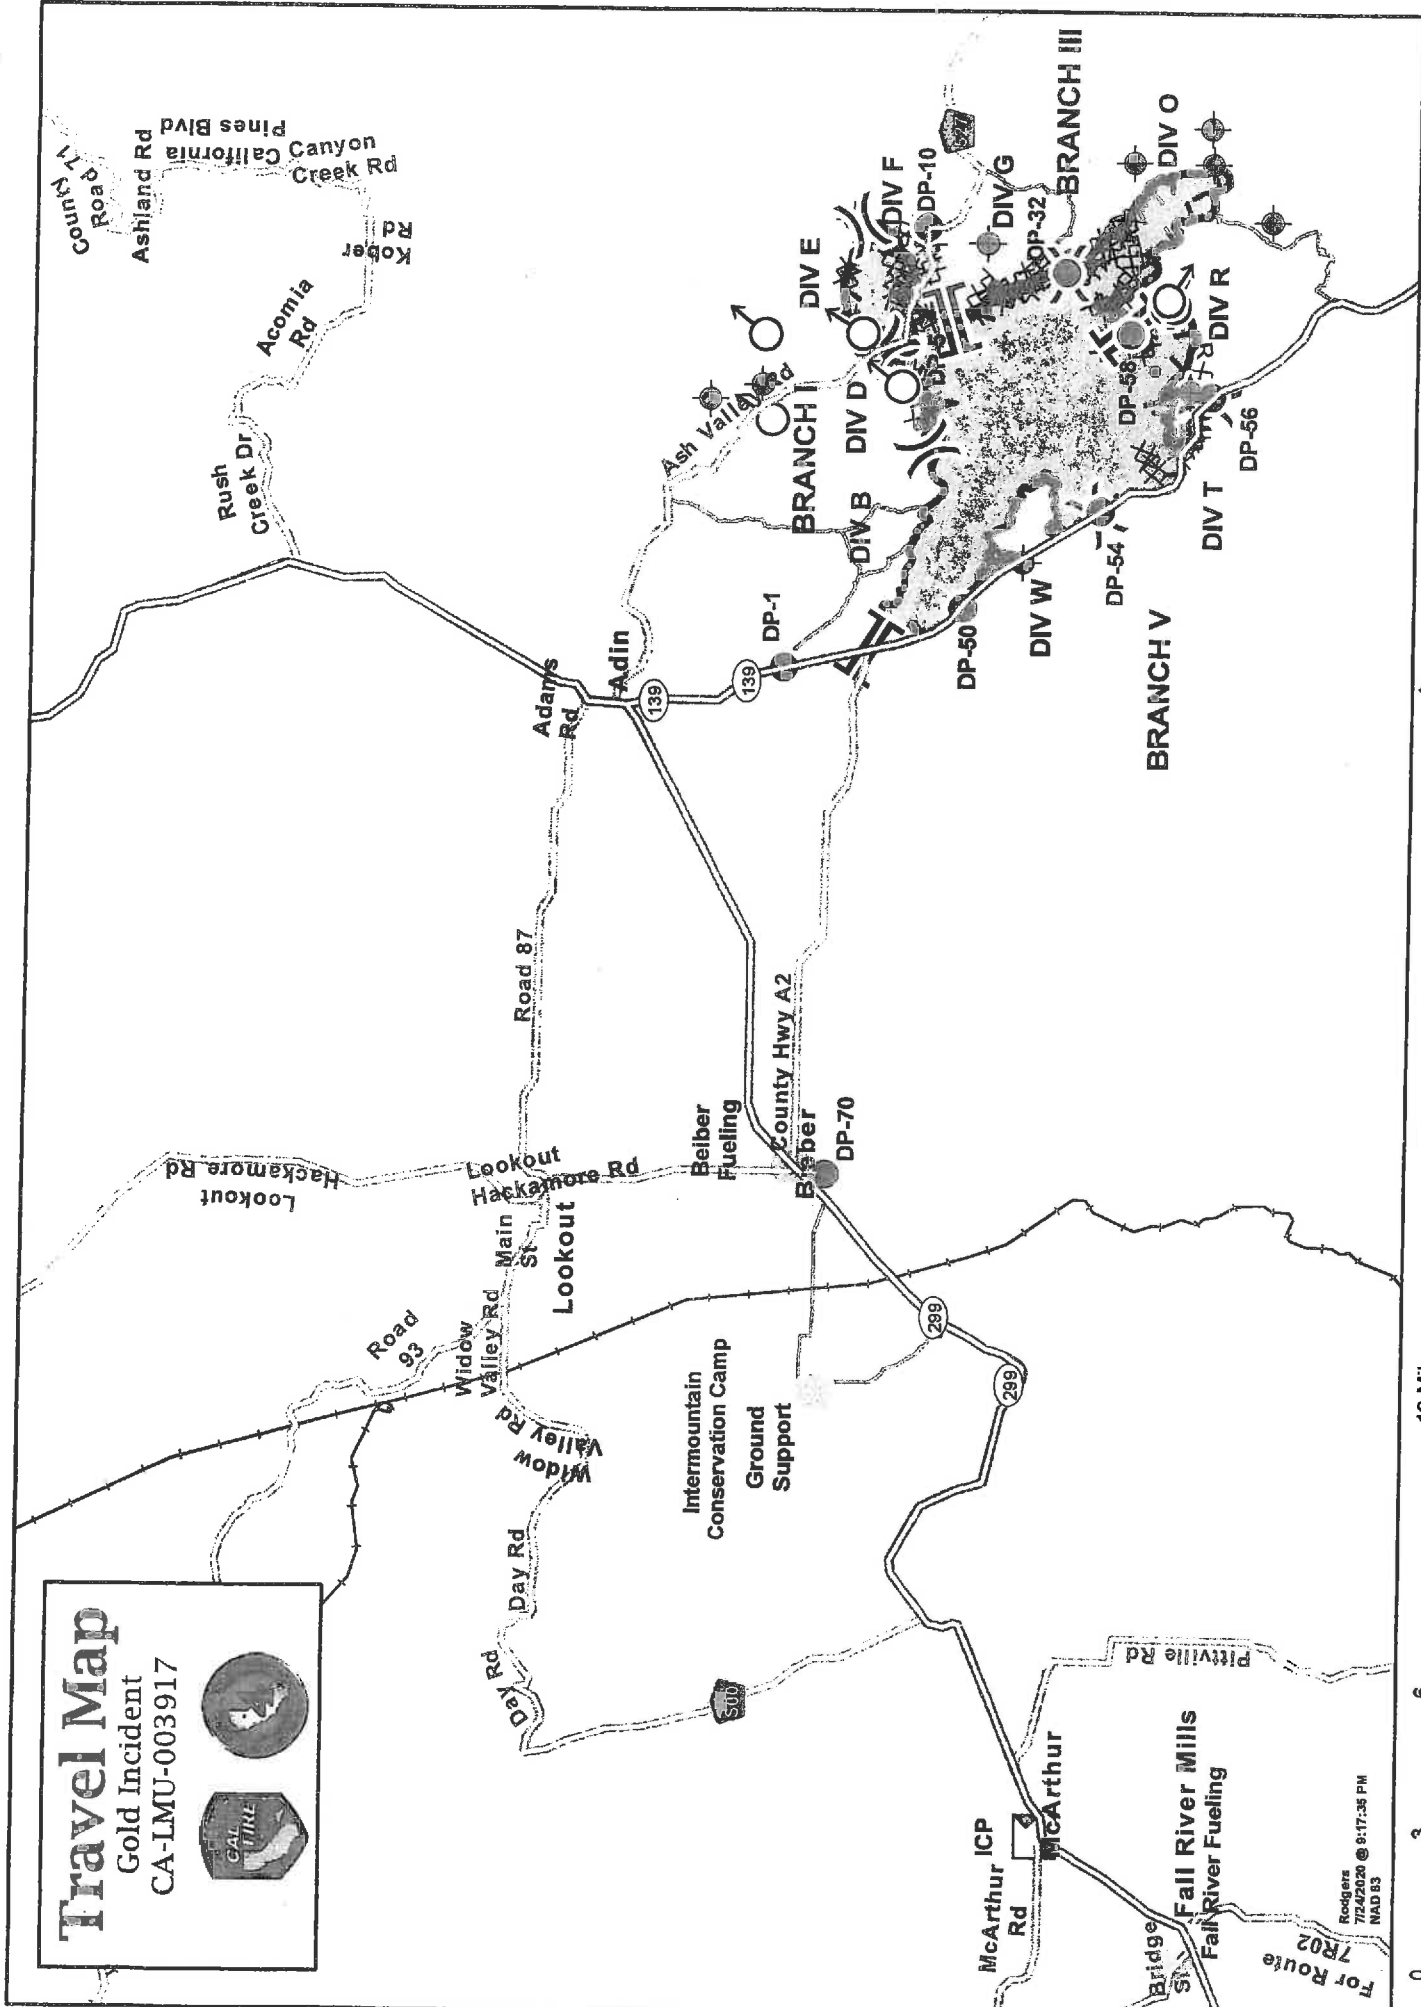 Travel Map
Gold Incident
CA-LMU-003917
CAL
FIRE
County
Road 71
Ashland Rd
California
Pines Blvd
Canyon
Creek Rd
Kober
Rd
Acomia
Rd
Rush
Creek Dr
Lookout
Hackamore Rd
Road
93
Widow
Valley Rd
Main
St
Lookout
Hackamore Rd
Lookout
Road 87
Adams
Rd
Adin
139
139
Ash Valley Rd
Widow
Valley Rd
Day Rd
Day Rd
Beiber
Fueling
County Hwy A2
Bieber
DP-70
Intermountain
Conservation Camp
Ground
Support
299
299
DP-1
BRANCH I
DIV B
DIV D
DIV E
DIV F
DP-10
DIV G
DP-32
BRANCH III
DIV O
DIV R
DP-58
DP-56
DIV T
DP-54
DIV W
DP-50
BRANCH V
McArthur
Rd
ICP
McArthur
Pittville Rd
Fall River Mills
Fall River Fueling
Bridge
St
For Route
7R02
Rodgers
7/24/2020 @ 9:17:35 PM
NAD 83